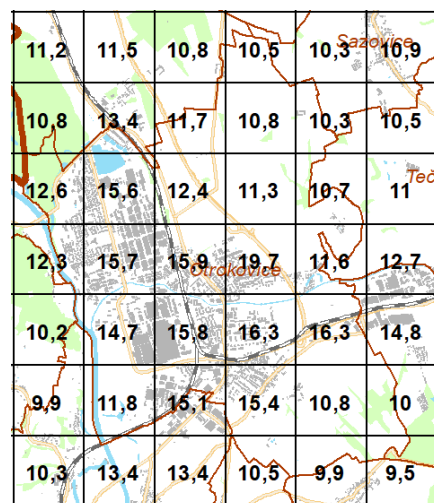 11,2 11,5 10,8 10,5 10,3 10,9
Sazovice
10,8 13,4 11,7 10,8 10,3 10,5
12,6 15,6 12,4 11,3 10,7 11
Teč
12,3 15,7 15,9 19,7 11,6 12,7
Otrokovice
10,2 14,7 15,8 16,3 16,3 14,8
9,9 11,8 15,1 15,4 10,8 10
10,3 13,4 13,4 10,5 9,9 9,5